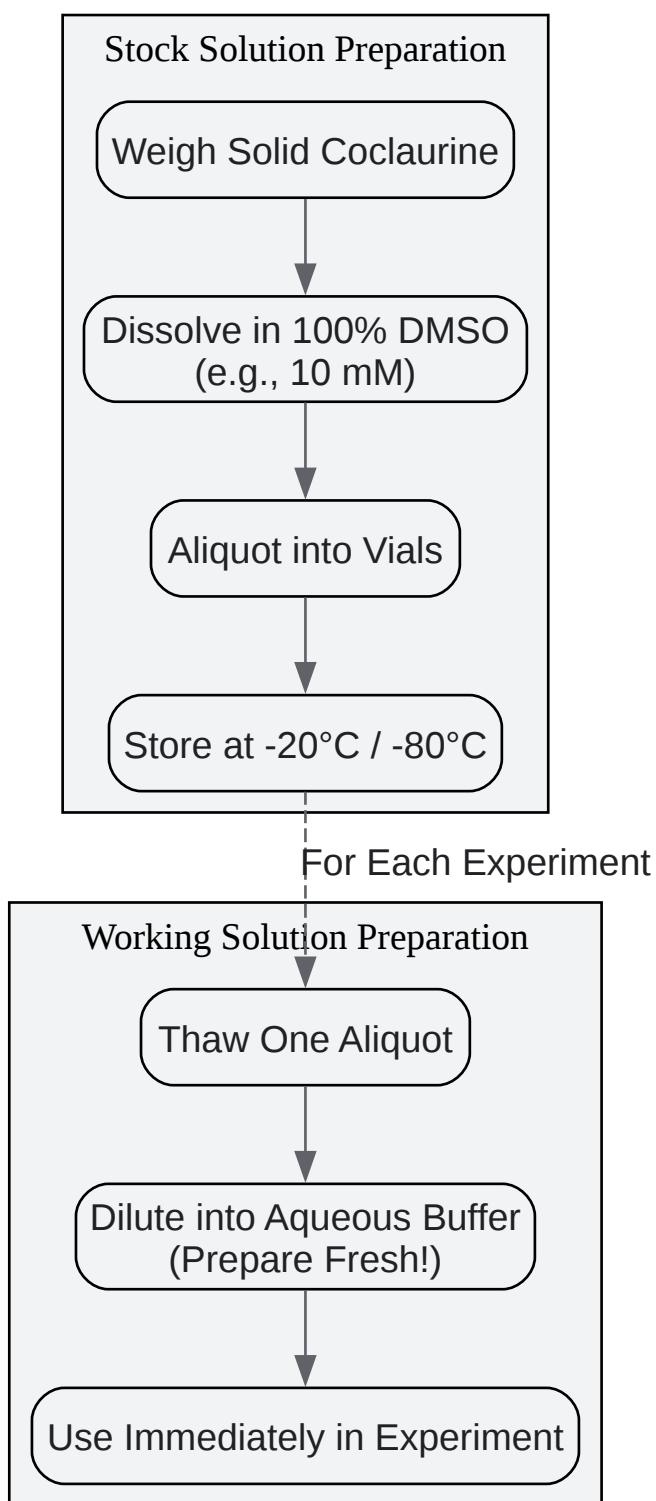 Stock Solution Preparation
Weigh Solid Coclaurine
Dissolve in 100% DMSO
(e.g., 10 mM)
Aliquot into Vials
Store at -20°C / -80°C
For Each Experiment
Working Solution Preparation
Thaw One Aliquot
Dilute into Aqueous Buffer
(Prepare Fresh!)
Use Immediately in Experiment